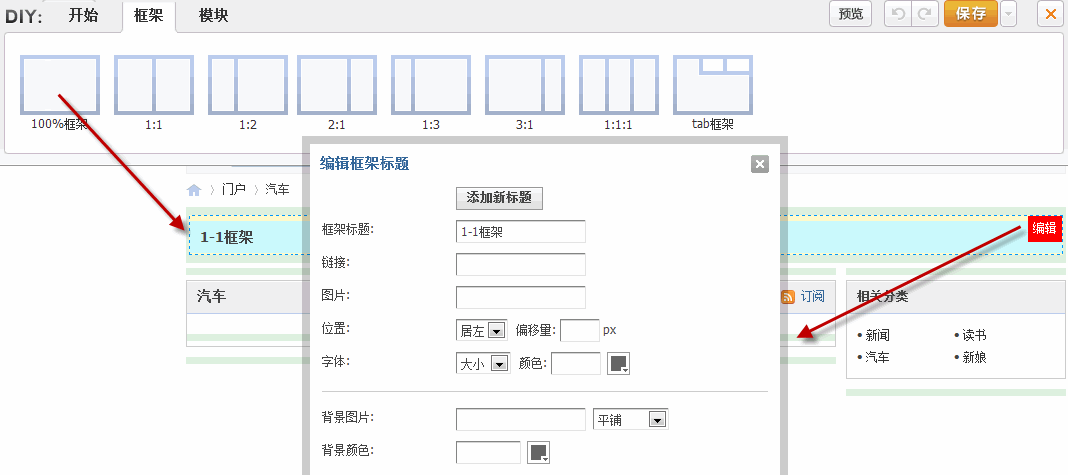 DIY: 开始 框架 模块 预览 保存
100%框架 1:1 1:2 2:1 1:3 3:1 1:1:1 tab框架
编辑框架标题
添加新标题
框架标题: 1-1框架
链接:
图片:
位置: 居左 偏移量: px
字体: 大小 颜色:
背景图片: 平铺
背景颜色:
门户 汽车
1-1框架 编辑
汽车 订阅
相关分类
• 新闻 • 读书
• 汽车 • 新娘